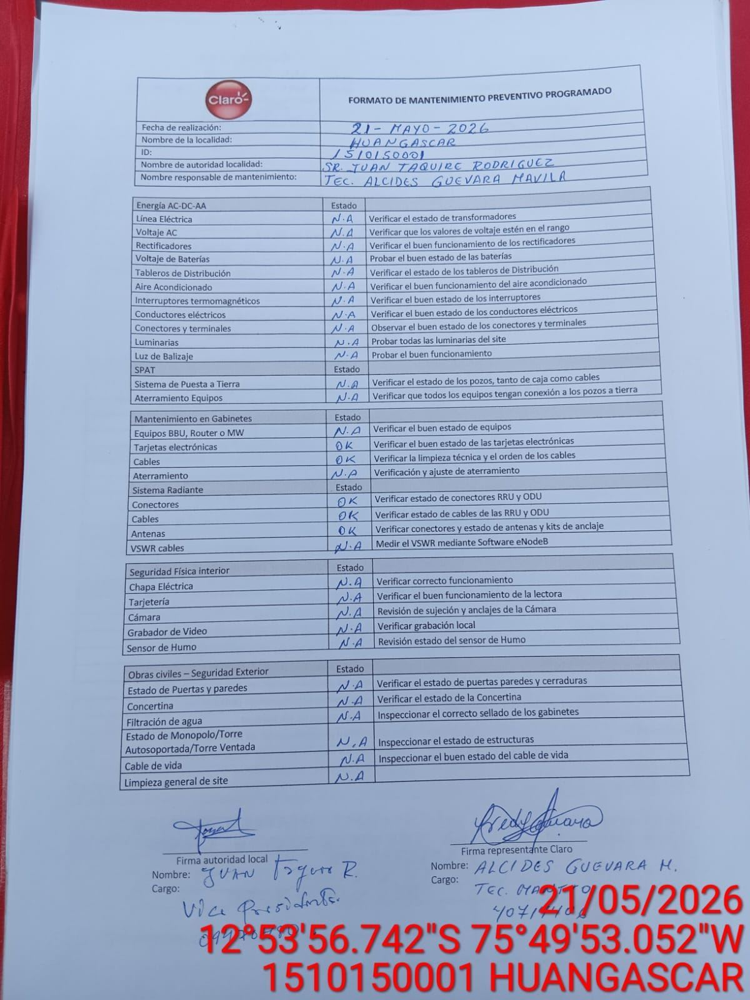 Claro
FORMATO DE MANTENIMIENTO PREVENTIVO PROGRAMADO
Fecha de realización: 21 - MAYO - 2026
Nombre de la localidad: HUANGASCAR
ID: 1510150001
Nombre de autoridad localidad: SR. JUAN TAQUIRE RODRIGUEZ
Nombre responsable de mantenimiento: TEC. ALCIDES GUEVARA MAVILA
Energía AC-DC-AA Estado
Línea Eléctrica N.A Verificar el estado de transformadores
Voltaje AC N.A Verificar que los valores de voltaje estén en el rango
Rectificadores N.A Verificar el buen funcionamiento de los rectificadores
Voltaje de Baterías N.A Probar el buen estado de las baterías
Tableros de Distribución N.A Verificar el estado de los tableros de Distribución
Aire Acondicionado N.A Verificar el buen funcionamiento del aire acondicionado
Interruptores termomagnéticos N.A Verificar el buen estado de los interruptores
Conductores eléctricos N.A Verificar el buen estado de los conductores eléctricos
Conectores y terminales N.A Observar el buen estado de los conectores y terminales
Luminarias N.A Probar todas las luminarias del site
Luz de Balizaje N.A Probar el buen funcionamiento
SPAT Estado
Sistema de Puesta a Tierra N.A Verificar el estado de los pozos, tanto de caja como cables
Aterramiento Equipos N.A Verificar que todos los equipos tengan conexión a los pozos a tierra
Mantenimiento en Gabinetes Estado
Equipos BBU, Router o MW N.A Verificar el buen estado de equipos
Tarjetas electrónicas OK Verificar el buen estado de las tarjetas electrónicas
Cables OK Verificar la limpieza técnica y el orden de los cables
Aterramiento N.A Verificación y ajuste de aterramiento
Sistema Radiante Estado
Conectores OK Verificar estado de conectores RRU y ODU
Cables OK Verificar estado de cables de las RRU y ODU
Antenas OK Verificar conectores y estado de antenas y kits de anclaje
VSWR cables N.A Medir el VSWR mediante Software eNodeB
Seguridad Física interior Estado
Chapa Eléctrica N.A Verificar correcto funcionamiento
Tarjetería N.A Verificar el buen funcionamiento de la lectora
Cámara N.A Revisión de sujeción y anclajes de la Cámara
Grabador de Video N.A Verificar grabación local
Sensor de Humo N.A Revisión estado del sensor de Humo
Obras civiles – Seguridad Exterior Estado
Estado de Puertas y paredes N.A Verificar el estado de puertas paredes y cerraduras
Concertina N.A Verificar el estado de la Concertina
Filtración de agua N.A Inspeccionar el correcto sellado de los gabinetes
Estado de Monopolo/Torre
Autosoportada/Torre Ventada N.A Inspeccionar el estado de estructuras
Cable de vida N.A Inspeccionar el buen estado del cable de vida
Limpieza general de site N.A
Firma autoridad local
Nombre: JUAN Taquire R.
Cargo:
Vice Presidente.
Firma representante Claro
Nombre: ALCIDES GUEVARA M.
Cargo:
TEC. MANTTO
21/05/2026
12°53'56.742"S 75°49'53.052"W
1510150001 HUANGASCAR